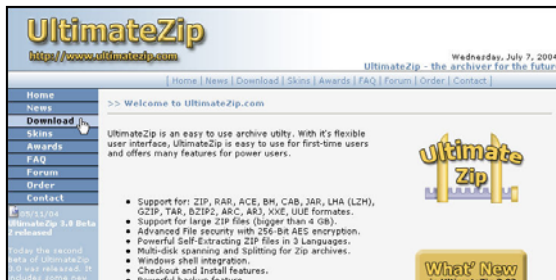 UltimateZip
http://www.ultimatezip.com
Wednesday, July 7, 2004
UltimateZip - the archiver for the futur
[ Home | News | Download | Skins | Awards | FAQ | Forum | Order | Contact ]
Home
News
Download
Skins
Awards
FAQ
Forum
Order
Contact
05/11/04
UltimateZip 3.0 Beta
2 released
Today the second
beta of UltimateZip
3.0 was released. It
includes some new
>> Welcome to UltimateZip.com
UltimateZip is an easy to use archive utilty. With it's flexible
user interface, UltimateZip is easy to use for first-time users
and offers many features for power users.
• Support for: ZIP, RAR, ACE, BH, CAB, JAR, LHA (LZH),
GZIP, TAR, BZIP2, ARC, ARJ, XXE, UUE formates.
• Support for large ZIP files (bigger than 4 GB).
• Advanced File security with 256-Bit AES encryption.
• Powerful Self-Extracting ZIP files in 3 Languages.
• Multi-disk spanning and Splitting for Zip archives.
• Windows shell integration.
• Checkout and Install features.
• Powerful backup feature
Ultimate
Zip
What' New